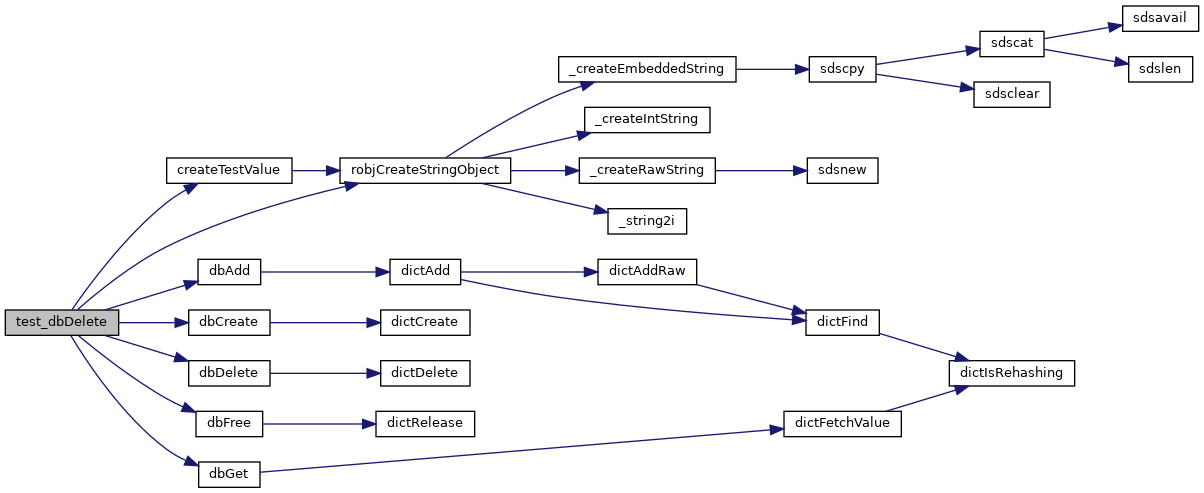 sdsavail
sdscat
_createEmbeddedString
sdscpy
sdslen
sdsclear
_createIntString
createTestValue
robjCreateStringObject
_createRawString
sdsnew
_string2i
dbAdd
dictAdd
dictAddRaw
test_dbDelete
dbCreate
dictCreate
dictFind
dbDelete
dictDelete
dictIsRehashing
dbFree
dictRelease
dictFetchValue
dbGet